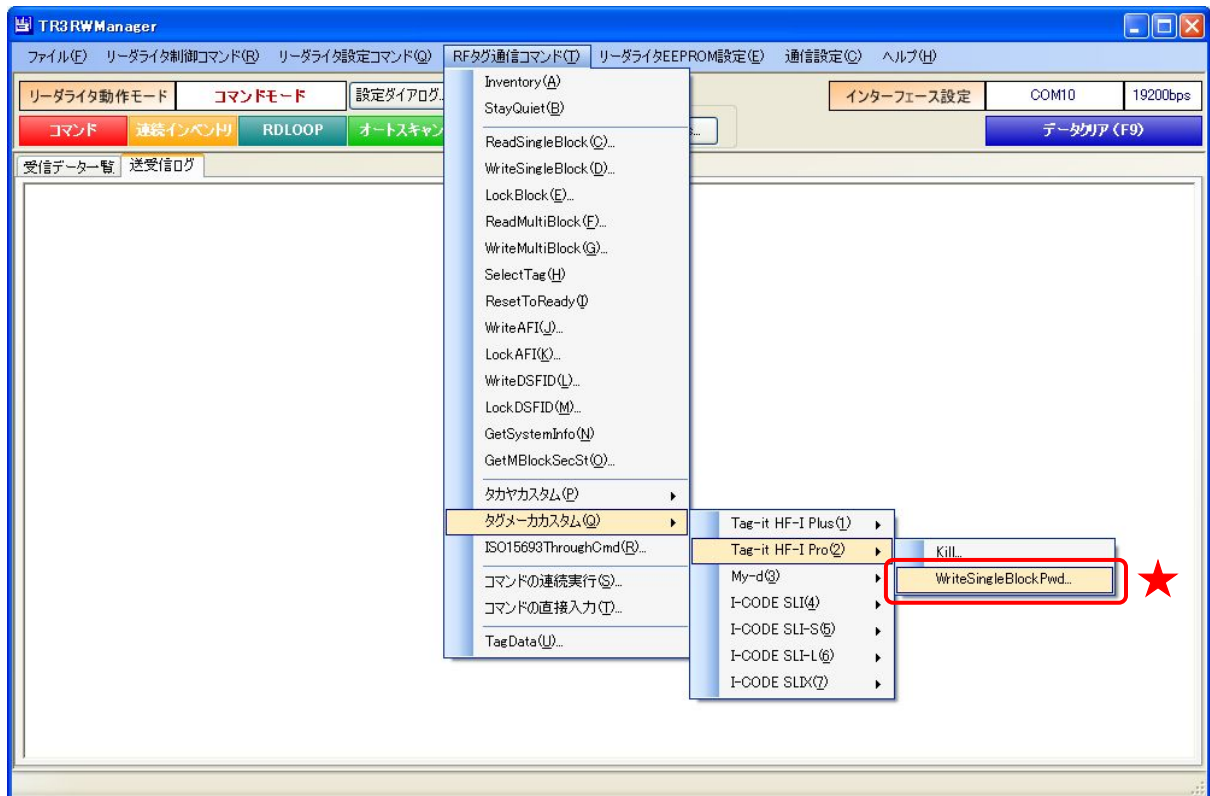 TR3RWManager
ファイル(F) リーダライタ制御コマンド(R) リーダライタ設定コマンド(Q) RFタグ通信コマンド(T) リーダライタEEPROM設定(E) 通信設定(C) ヘルプ(H)
リーダライタ動作モード コマンドモード 設定ダイアログ... インターフェース設定 COM10 19200bps
コマンド 連続インベントリ RDLOOP オートスキャン データクリア (F9)
受信データ一覧 送受信ログ
Inventory(A)
StayQuiet(B)
ReadSingleBlock(C)...
WriteSingleBlock(D)...
LockBlock(E)...
ReadMultiBlock(F)...
WriteMultiBlock(G)...
SelectTag(H)
ResetToReady(I)
WriteAFI(J)...
LockAFI(K)...
WriteDSFID(L)...
LockDSFID(M)...
GetSystemInfo(N)
GetMBlockSecSt(O)...
タカヤカスタム(P)
タグメーカカスタム(Q)
ISO15693ThroughCmd(R)...
コマンドの連続実行(S)...
コマンドの直接入力(T)...
TagData(U)...
Tag-it HF-I Plus(1)
Tag-it HF-I Pro(2)
My-d(3)
I-CODE SLI(4)
I-CODE SLI-S(5)
I-CODE SLI-L(6)
I-CODE SLIX(7)
Kill...
WriteSingleBlockPwd...